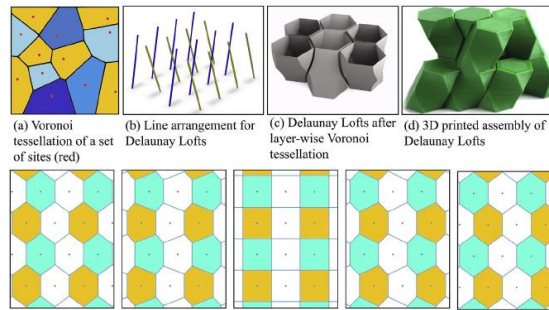 (a) Voronoi
tessellation of a set
of sites (red)
(b) Line arrangement for
Delaunay Lofts
(c) Delaunay Lofts after
layer-wise Voronoi
tessellation
(d) 3D printed assembly of
Delaunay Lofts